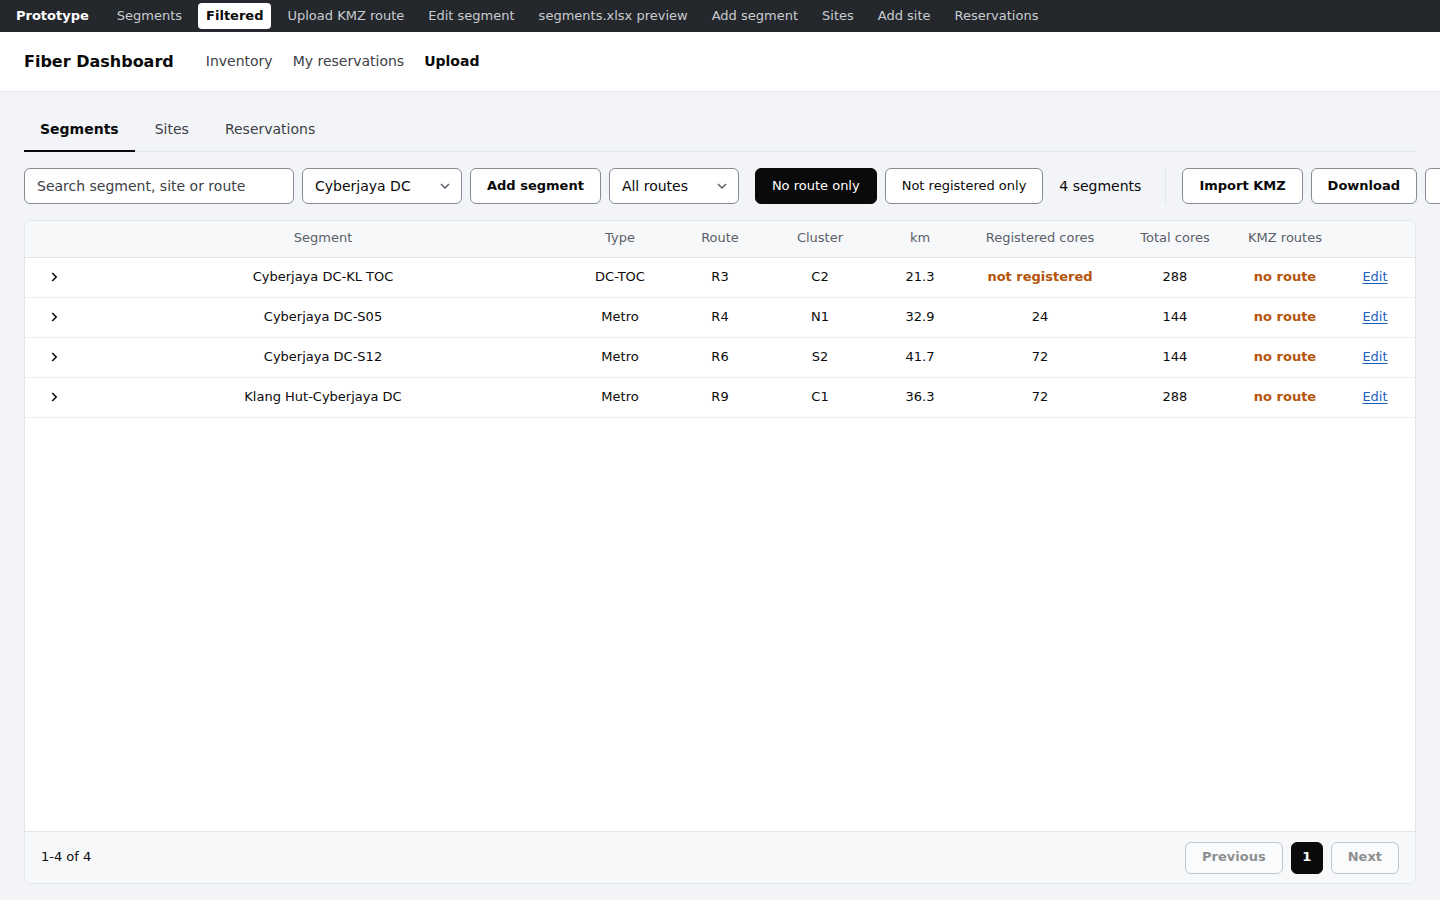 Prototype Segments Filtered Upload KMZ route Edit segment segments.xlsx preview Add segment Sites Add site Reservations
Fiber Dashboard Inventory My reservations Upload
Segments Sites Reservations
Search segment, site or route Cyberjaya DC Add segment All routes No route only Not registered only 4 segments Import KMZ Download
Segment Type Route Cluster km Registered cores Total cores KMZ routes
Cyberjaya DC-KL TOC DC-TOC R3 C2 21.3 not registered 288 no route Edit
Cyberjaya DC-S05 Metro R4 N1 32.9 24 144 no route Edit
Cyberjaya DC-S12 Metro R6 S2 41.7 72 144 no route Edit
Klang Hut-Cyberjaya DC Metro R9 C1 36.3 72 288 no route Edit
1-4 of 4 Previous 1 Next